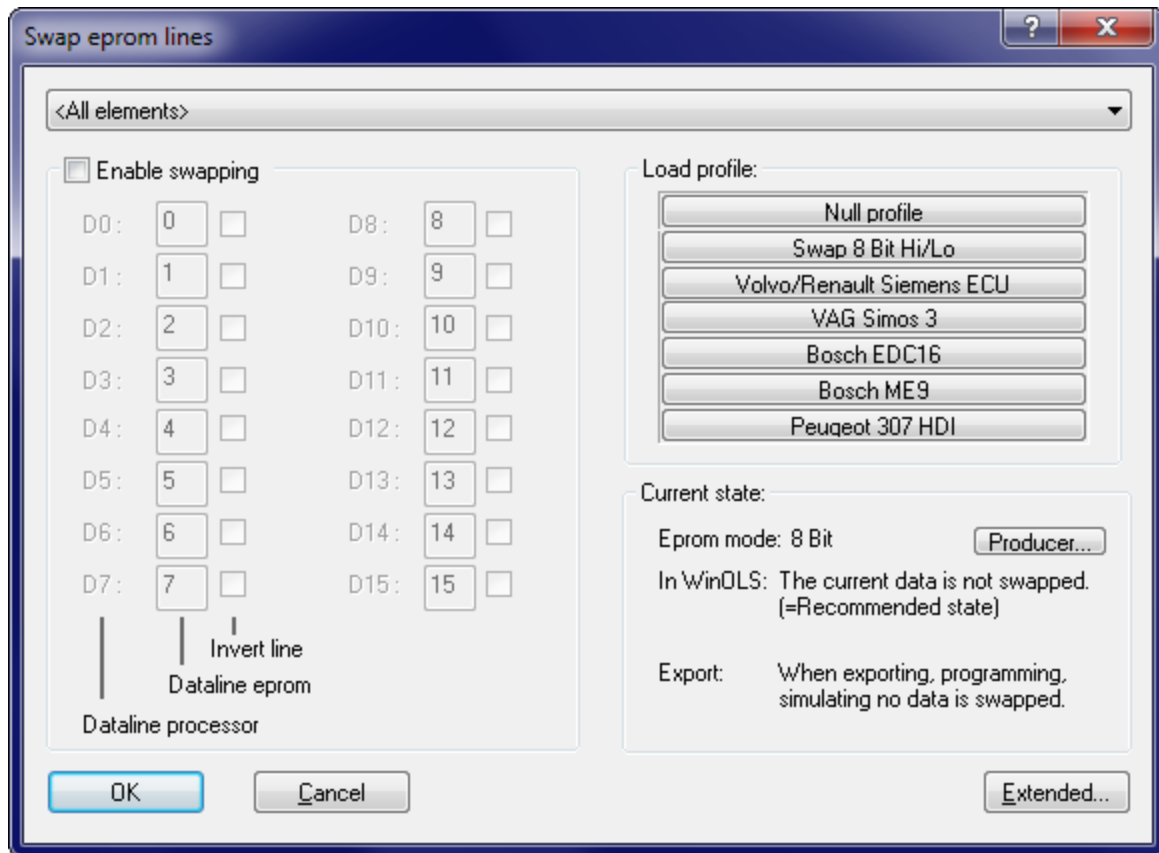 Swap eprom lines
<All elements>
Enable swapping
D0: 0 D8: 8
D1: 1 D9: 9
D2: 2 D10: 10
D3: 3 D11: 11
D4: 4 D12: 12
D5: 5 D13: 13
D6: 6 D14: 14
D7: 7 D15: 15
Invert line
Dataline eprom
Dataline processor
Load profile:
Null profile
Swap 8 Bit Hi/Lo
Volvo/Renault Siemens ECU
VAG Simos 3
Bosch EDC16
Bosch ME9
Peugeot 307 HDI
Current state:
Eprom mode: 8 Bit Producer...
In WinOLS: The current data is not swapped.
(=Recommended state)
Export: When exporting, programming,
simulating no data is swapped.
OK Cancel Extended...